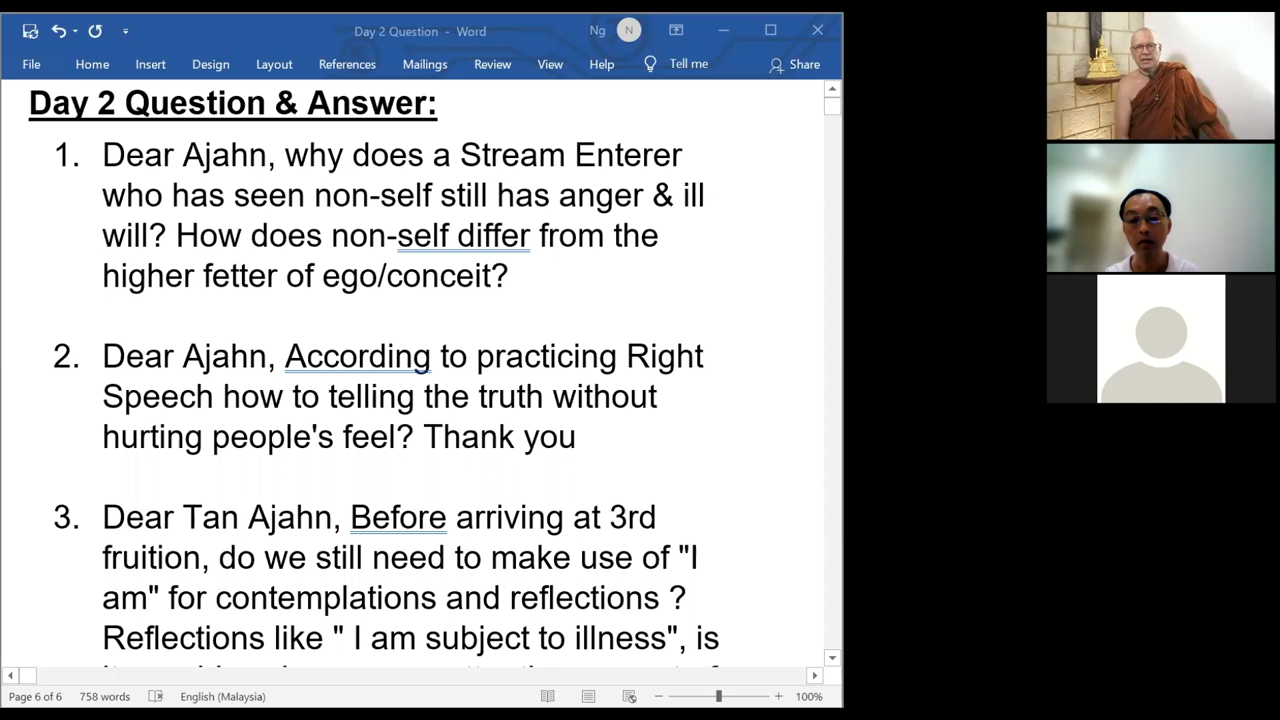 Day 2 Question - Word
Ng
N
File
Home
Insert
Design
Layout
References
Mailings
Review
View
Help
Tell me
Share
Day 2 Question & Answer:
1. Dear Ajahn, why does a Stream Enterer
who has seen non-self still has anger & ill
will? How does non-self differ from the
higher fetter of ego/conceit?
2. Dear Ajahn, According to practicing Right
Speech how to telling the truth without
hurting people's feel? Thank you
3. Dear Tan Ajahn, Before arriving at 3rd
fruition, do we still need to make use of "I
am" for contemplations and reflections ?
Reflections like " I am subject to illness", is
Page 6 of 6
758 words
English (Malaysia)
100%